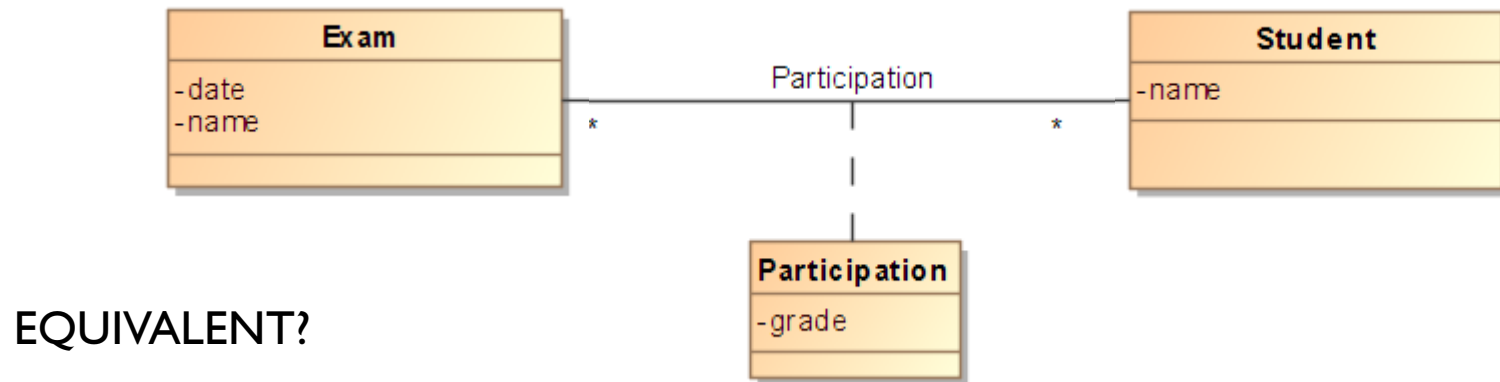 Exam
-date
-name
Participation
*
*
Student
-name
Participation
-grade
EQUIVALENT?